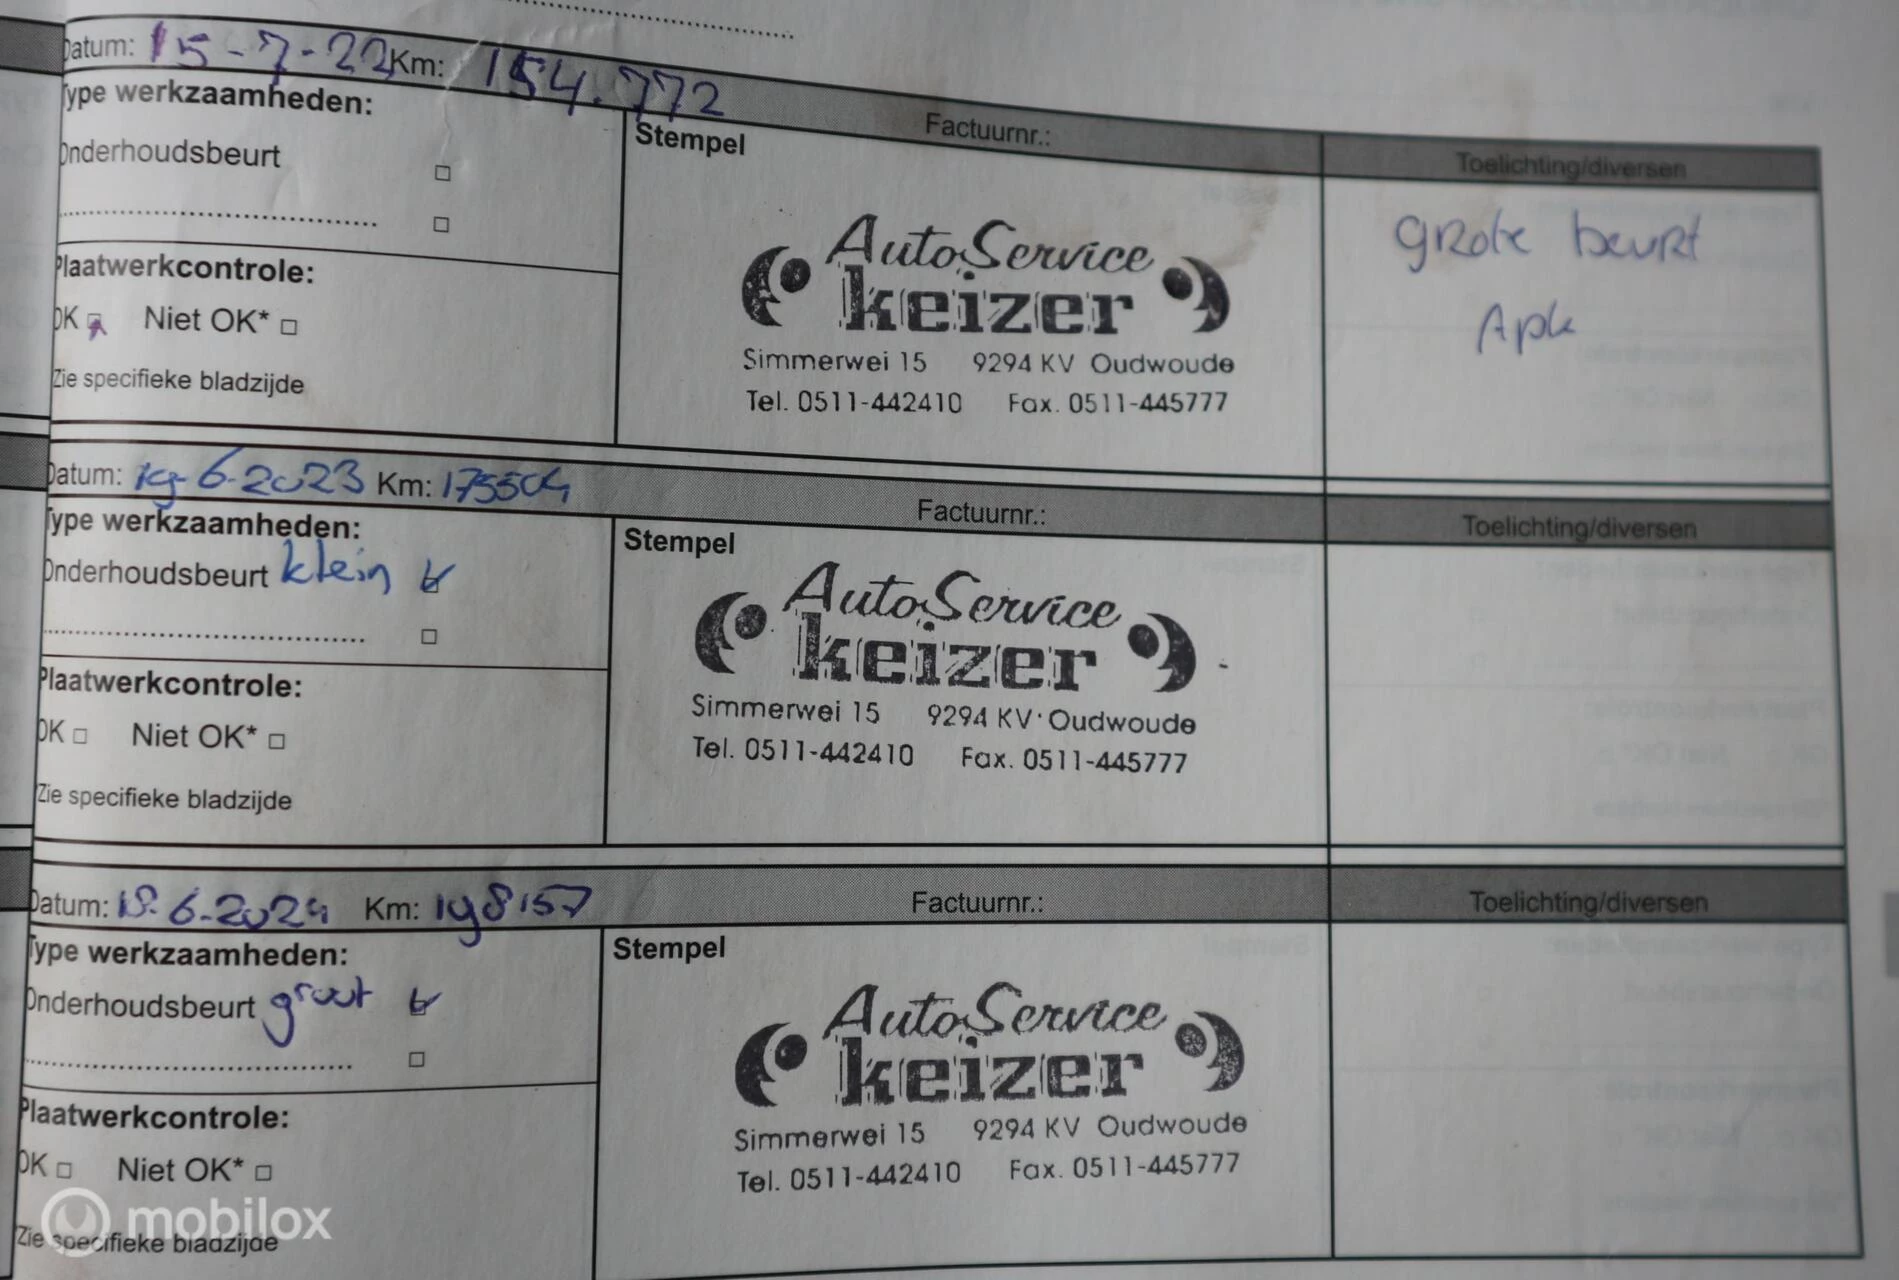 Datum: 15-7-22 Km: 154.772
Type werkzaamheden:
Onderhoudsbeurt
Plaatwerkcontrole:
OK Niet OK*
Zie specifieke bladzijde
Factuurnr.:
Stempel
AutoService
keizer
Simmerwei 15 9294 KV Oudwoude
Tel. 0511-442410 Fax. 0511-445777
Toelichting/diversen
grote beurt
Apk
Datum: 19-6-2023 Km: 175504
Type werkzaamheden:
Onderhoudsbeurt klein
Plaatwerkcontrole:
OK Niet OK*
Zie specifieke bladzijde
Factuurnr.:
Stempel
AutoService
keizer
Simmerwei 15 9294 KV Oudwoude
Tel. 0511-442410 Fax. 0511-445777
Toelichting/diversen
Datum: 18-6-2024 Km: 198157
Type werkzaamheden:
Onderhoudsbeurt groot
Plaatwerkcontrole:
OK Niet OK*
Zie specifieke bladzijde
Factuurnr.:
Stempel
AutoService
keizer
Simmerwei 15 9294 KV Oudwoude
Tel. 0511-442410 Fax. 0511-445777
Toelichting/diversen
mobilox